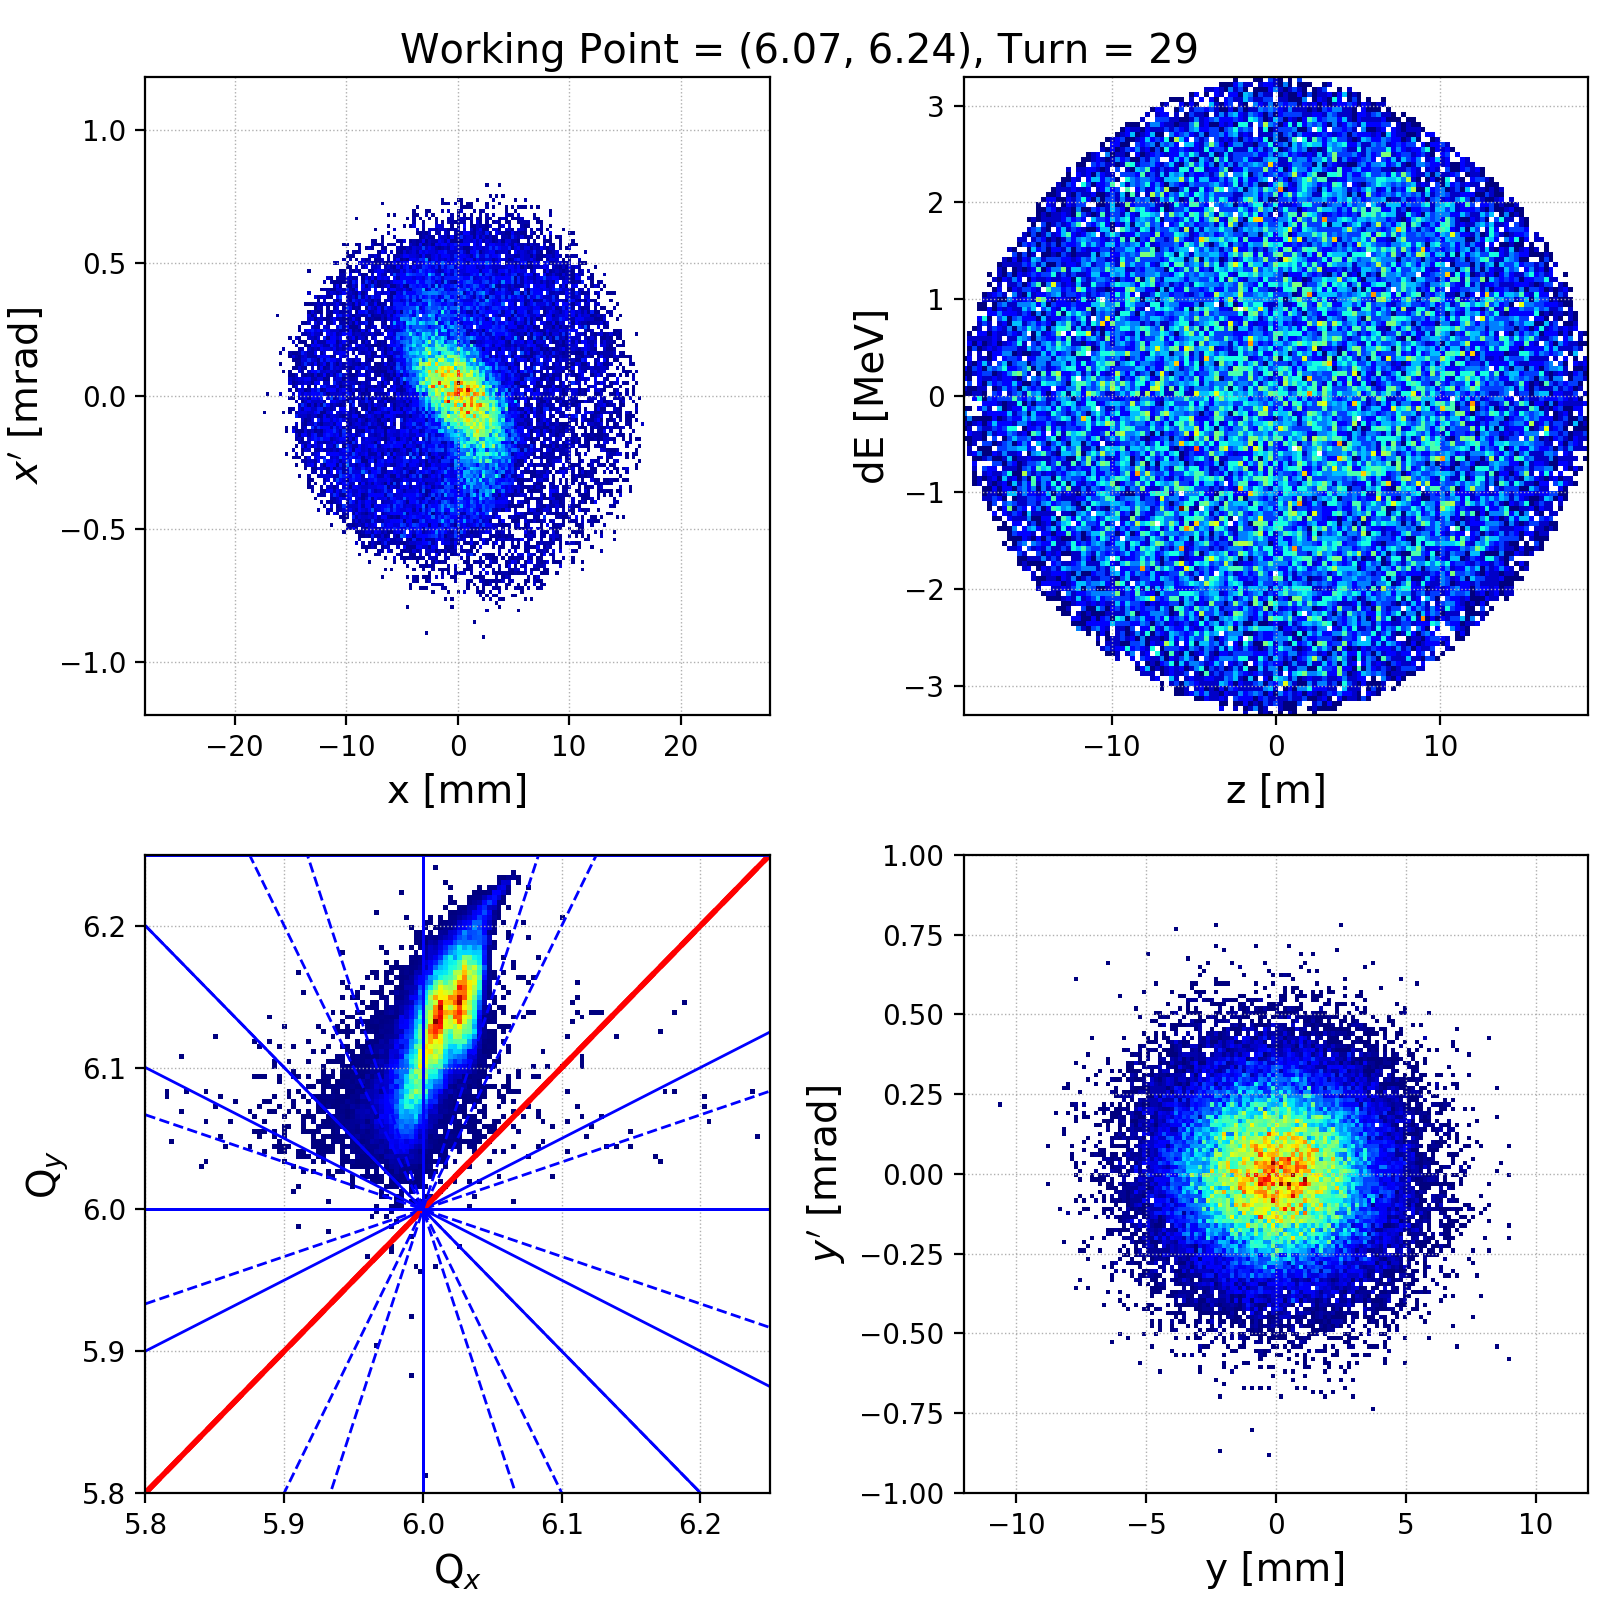 Working Point = (6.07, 6.24), Turn = 29
1.0
0.5
0.0
−0.5
−1.0
x′ [mrad]
−20 −10 0 10 20
x [mm]
3
2
1
0
−1
−2
−3
dE [MeV]
−10 0 10
z [m]
6.2
6.1
6.0
5.9
5.8
Qy
5.8 5.9 6.0 6.1 6.2
Qx
1.00
0.75
0.50
0.25
0.00
−0.25
−0.50
−0.75
−1.00
y′ [mrad]
−10 −5 0 5 10
y [mm]